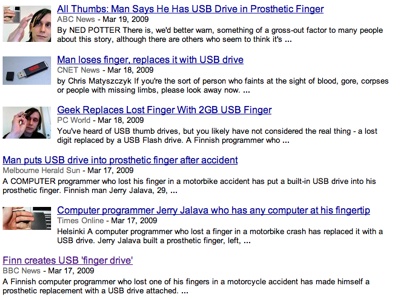 All Thumbs: Man Says He Has USB Drive in Prosthetic Finger
ABC News - Mar 19, 2009
By NED POTTER There is, we'd better warn, something of a gross-out factor to many people
about this story, although there are others who seem to think it's ...
Man loses finger, replaces it with USB drive
CNET News - Mar 18, 2009
by Chris Matyszczyk If you're the sort of person who faints at the sight of blood, gore, corpses
or people with missing limbs, please look away now. ...
Geek Replaces Lost Finger With 2GB USB Finger
PC World - Mar 18, 2009
You've heard of USB thumb drives, but you likely have not considered the real thing - a lost
digit replaced by a USB Flash drive. A Finnish programmer who ...
Man puts USB drive into prosthetic finger after accident
Melbourne Herald Sun - Mar 17, 2009
A COMPUTER programmer who lost his finger in a motorbike accident has put a built-in USB drive into his
prosthetic finger. Finnish man Jerry Jalava, 29, ...
Computer programmer Jerry Jalava who has any computer at his fingertip
Times Online - Mar 17, 2009
Helsinki A computer programmer who lost a finger in a motorbike crash has replaced it with a
USB drive. Jerry Jalava built a prosthetic finger, left, ...
Finn creates USB 'finger drive'
BBC News - Mar 17, 2009
A Finnish computer programmer who lost one of his fingers in a motorcycle accident has made himself a
prosthetic replacement with a USB drive attached. ...